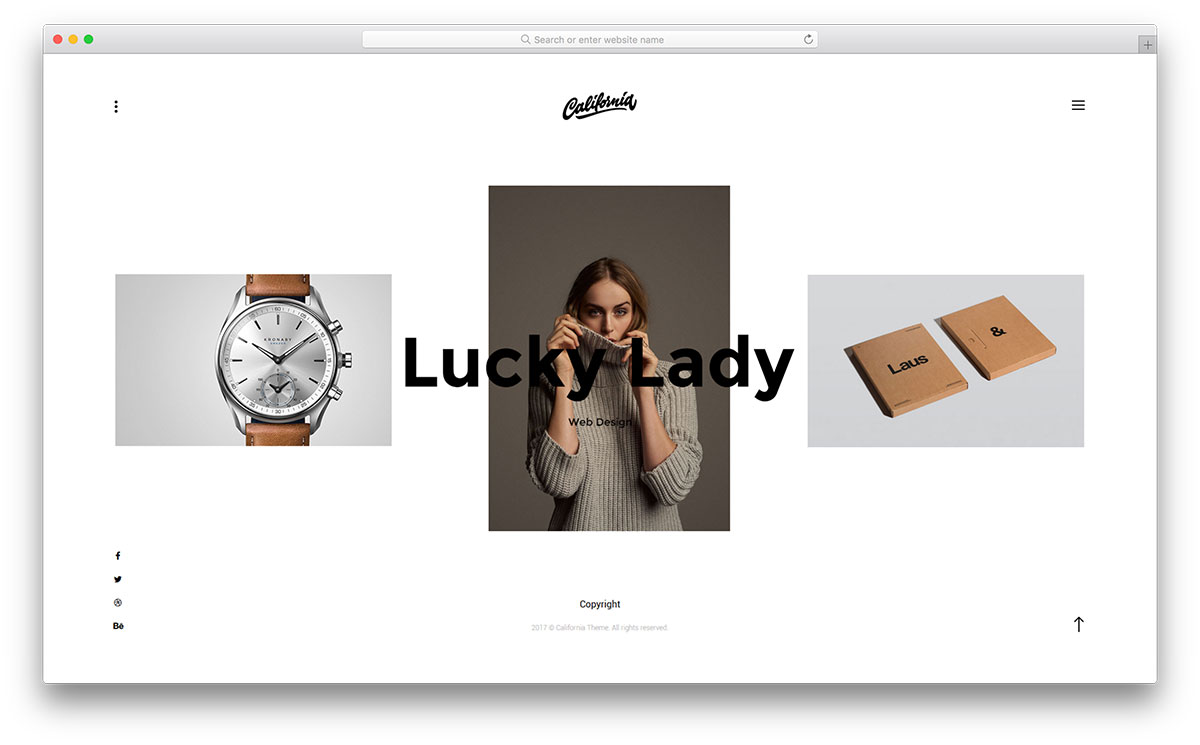 Search or enter website name
California
KRONABY
Lucky Lady
Web Design
Laus
&
Bē
Copyright
2017 © California Theme. All rights reserved.